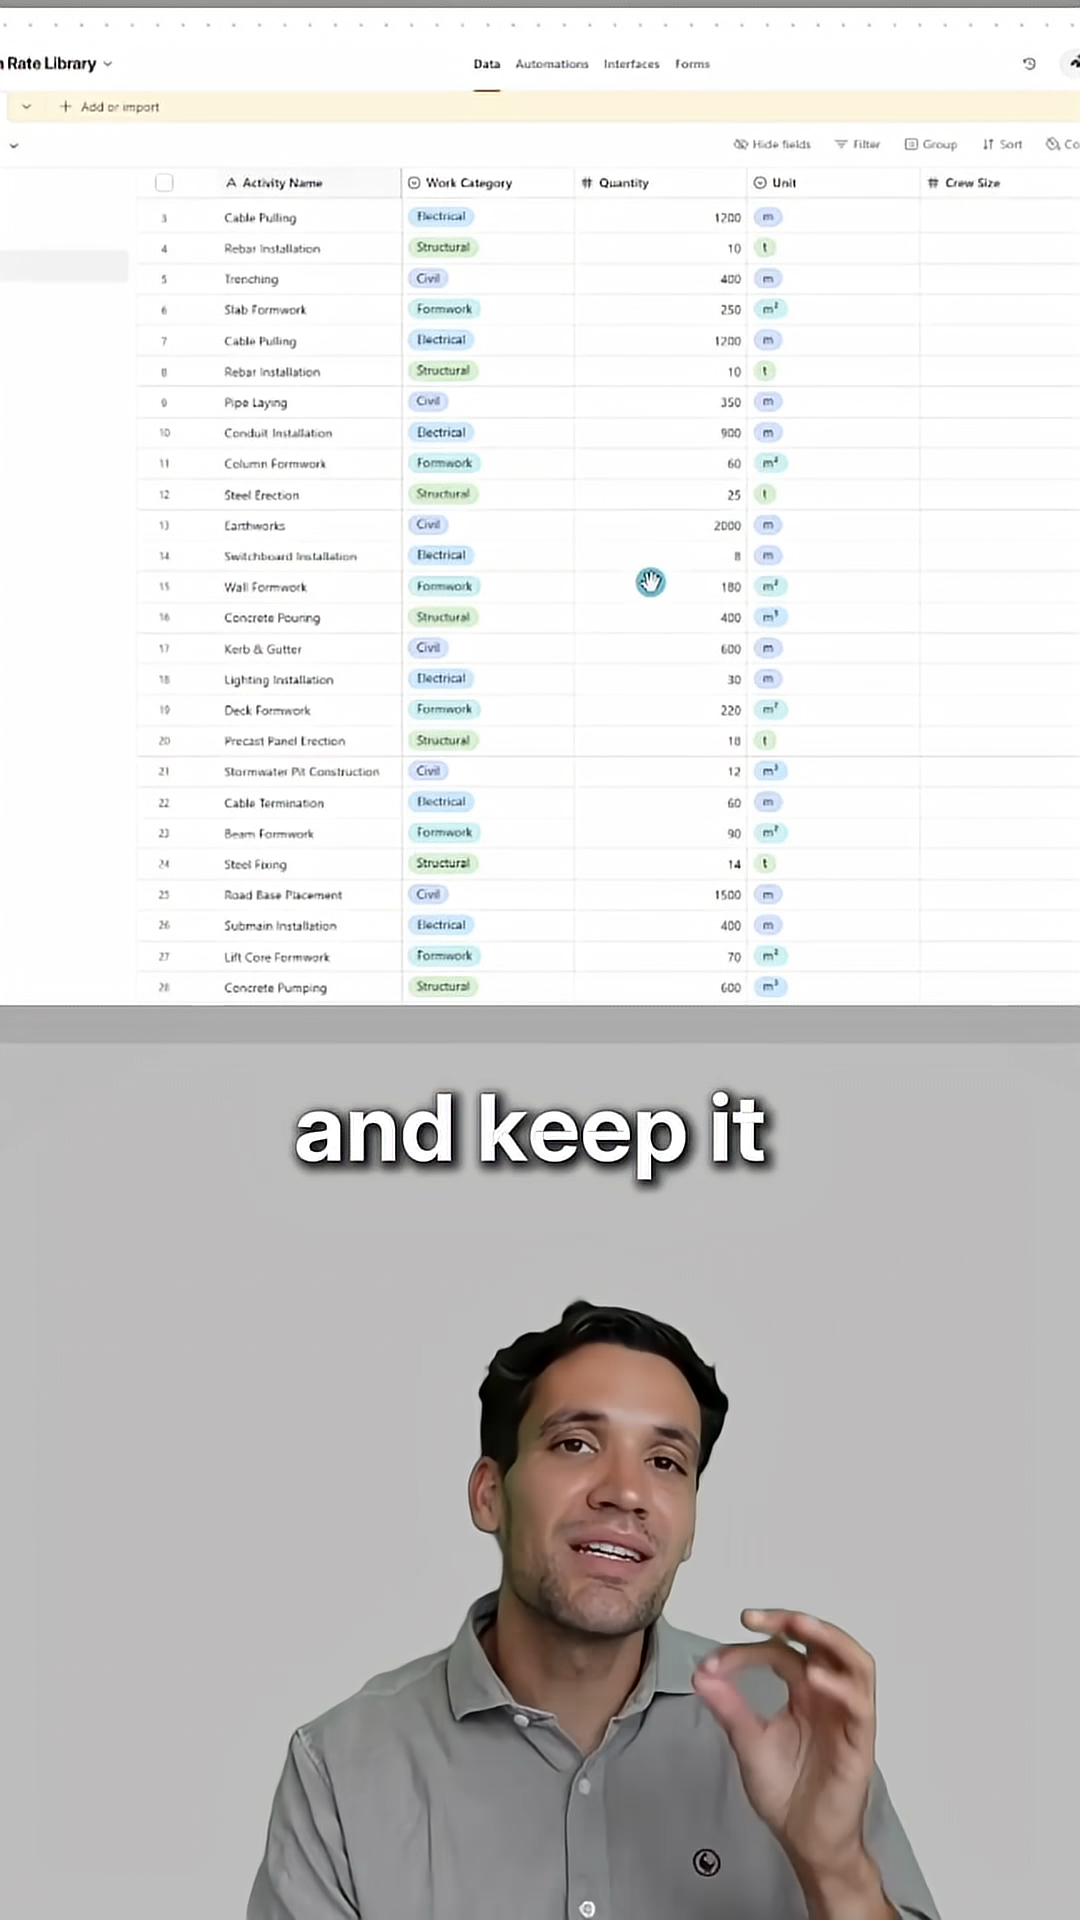 n Rate Library
Data Automations Interfaces Forms
+ Add or import
Hide fields Filter Group Sort Co
A Activity Name Work Category # Quantity Unit # Crew Size
3 Cable Pulling Electrical 1200 m
4 Rebar Installation Structural 10 t
5 Trenching Civil 400 m
6 Slab Formwork Formwork 250 m²
7 Cable Pulling Electrical 1200 m
8 Rebar Installation Structural 10 t
9 Pipe Laying Civil 350 m
10 Conduit Installation Electrical 900 m
11 Column Formwork Formwork 60 m²
12 Steel Erection Structural 25 t
13 Earthworks Civil 2000 m
14 Switchboard Installation Electrical 8 m
15 Wall Formwork Formwork 180 m²
16 Concrete Pouring Structural 400 m³
17 Kerb & Gutter Civil 600 m
18 Lighting Installation Electrical 30 m
19 Deck Formwork Formwork 220 m²
20 Precast Panel Erection Structural 18 t
21 Stormwater Pit Construction Civil 12 m³
22 Cable Termination Electrical 60 m
23 Beam Formwork Formwork 90 m²
24 Steel Fixing Structural 14 t
25 Road Base Placement Civil 1500 m
26 Submain Installation Electrical 400 m
27 Lift Core Formwork Formwork 70 m²
28 Concrete Pumping Structural 600 m³
and keep it